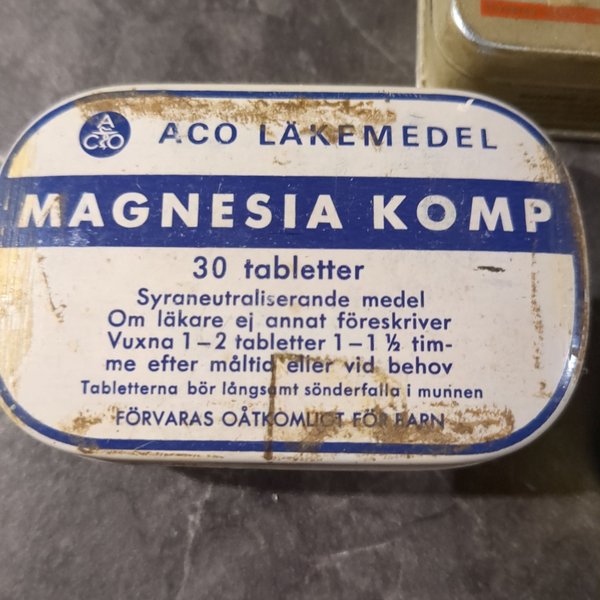 ACO ACO LÄKEMEDEL
MAGNESIA KOMP
30 tabletter
Syraneutraliserande medel
Om läkare ej annat föreskriver
Vuxna 1–2 tabletter 1–1 ½ tim-
me efter måltid eller vid behov
Tabletterna bör långsamt sönderfalla i munnen
FÖRVARAS OÅTKOMLIGT FÖR BARN